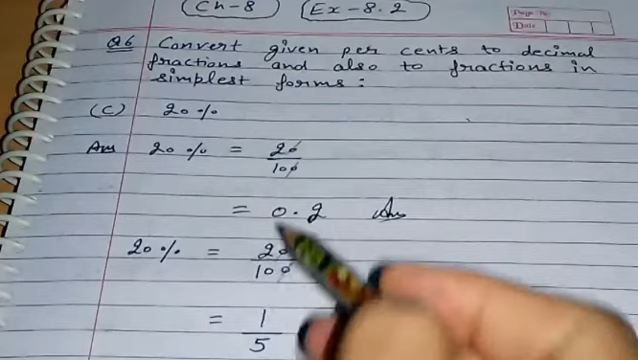 Ch-8 Ex-8.2
Page No.
Date
Q6 Convert given per cents to decimal
fractions and also to fractions in
simplest forms:
(C) 20%
Ans 20% = 20/100
= 0.2 Ans
20% = 20/100
= 1/5